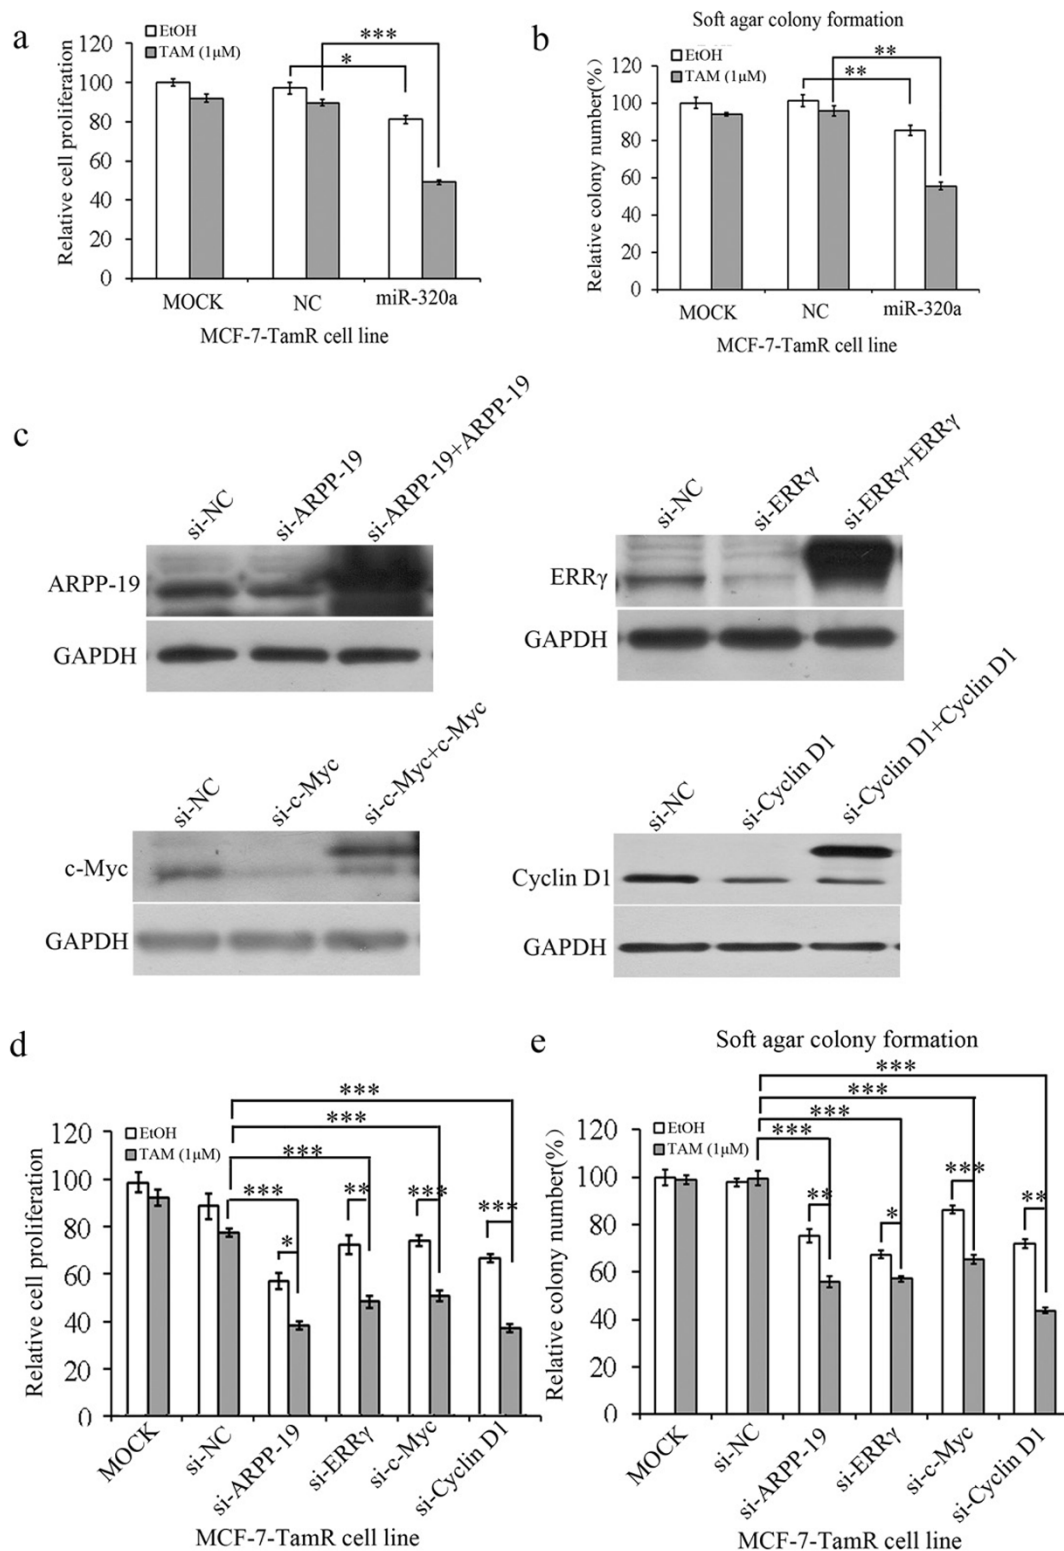 a
EtOH
TAM (1μM)
***
*
Relative cell proliferation
120
100
80
60
40
20
0
MOCK
NC
miR-320a
MCF-7-TamR cell line
b
Soft agar colony formation
EtOH
TAM (1μM)
**
**
Relative colony number(%)
120
100
80
60
40
20
0
MOCK
NC
miR-320a
MCF-7-TamR cell line
c
si-NC
si-ARPP-19
si-ARPP-19+ARPP-19
ARPP-19
GAPDH
si-NC
si-ERRγ
si-ERRγ+ERRγ
ERRγ
GAPDH
si-NC
si-c-Myc
si-c-Myc+c-Myc
c-Myc
GAPDH
si-NC
si-Cyclin D1
si-Cyclin D1+Cyclin D1
Cyclin D1
GAPDH
d
EtOH
TAM (1μM)
***
***
***
***
*
**
***
***
Relative cell proliferation
120
100
80
60
40
20
0
MOCK
si-NC
si-ARPP-19
si-ERRγ
si-c-Myc
si-Cyclin D1
MCF-7-TamR cell line
e
Soft agar colony formation
EtOH
TAM (1μM)
***
***
***
***
**
*
***
**
Relative colony number(%)
120
100
80
60
40
20
0
MOCK
si-NC
si-ARPP-19
si-ERRγ
si-c-Myc
si-Cyclin D1
MCF-7-TamR cell line